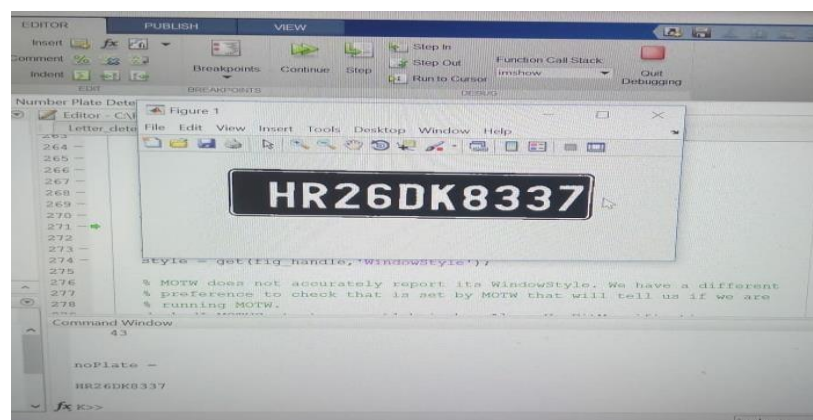 EDITOR PUBLISH VIEW
Insert fx
Comment %
Indent
Breakpoints Continue Step
Step In
Step Out
Run to Cursor
Function Call Stack:
imshow
Quit
Debugging
EDIT BREAKPOINTS DEBUG
Number Plate Dete
Editor - C:\
Letter_dete
Figure 1
File Edit View Insert Tools Desktop Window Help
HR26DK8337
263
264 —
265 —
266 —
267 —
268 —
269 —
270 —
271 —
272
273 —
274 — style = get(fig_handle,'WindowStyle');
275
276 % MOTW does not accurately report its WindowStyle. We have a different
277 % preference to check that is set by MOTW that will tell us if we are
278 % running MOTW.
Command Window
43
noPlate =
HR26DK8337
fx K>>